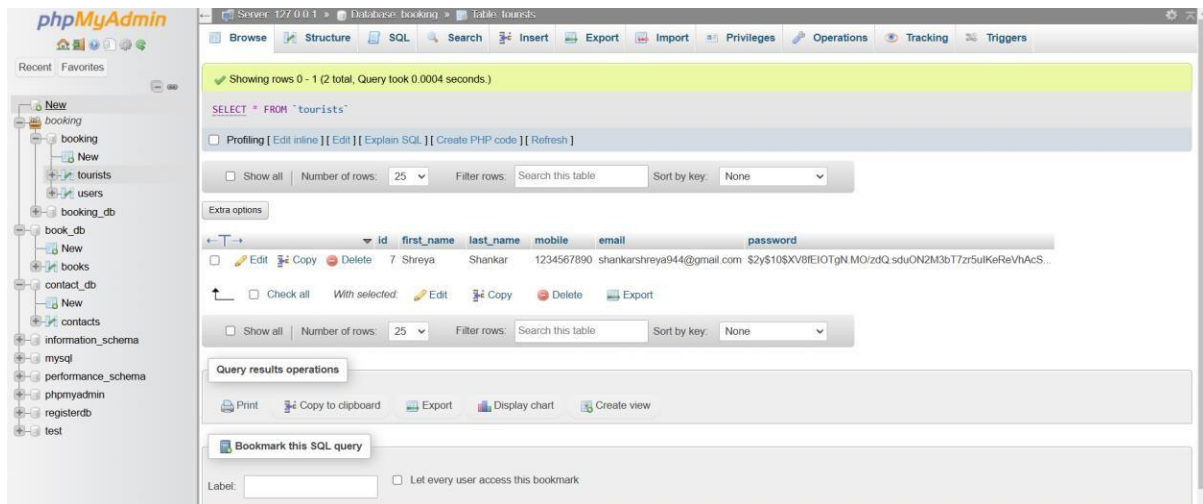 phpMyAdmin
Recent Favorites
New
booking
booking
New
tourists
users
booking_db
book_db
New
books
contact_db
New
contacts
information_schema
mysql
performance_schema
phpmyadmin
registerdb
test
Server: 127.0.0.1 » Database: booking » Table: tourists
Browse Structure SQL Search Insert Export Import Privileges Operations Tracking Triggers
Showing rows 0 - 1 (2 total, Query took 0.0004 seconds.)
SELECT * FROM `tourists`
Profiling [ Edit inline ] [ Edit ] [ Explain SQL ] [ Create PHP code ] [ Refresh ]
Show all | Number of rows: 25 Filter rows: Search this table Sort by key: None
Extra options
←T→ id first_name last_name mobile email password
Edit Copy Delete 7 Shreya Shankar 1234567890 shankarshreya944@gmail.com
Check all With selected: Edit Copy Delete Export
Show all | Number of rows: 25 Filter rows: Search this table Sort by key: None
Query results operations
Print Copy to clipboard Export Display chart Create view
Bookmark this SQL query
Label: Let every user access this bookmark